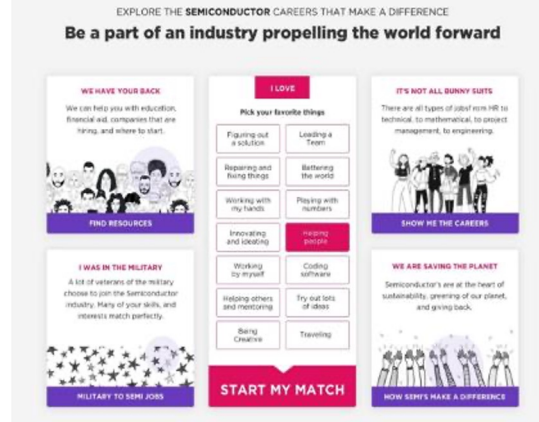 EXPLORE THE SEMICONDUCTOR CAREERS THAT MAKE A DIFFERENCE
Be a part of an industry propelling the world forward
WE HAVE YOUR BACK
We can help you with education,
financial aid, companies that are
hiring, and where to start.
FIND RESOURCES
I WAS IN THE MILITARY
A lot of veterans of the military
choose to join the Semiconductor
industry. Many of your skills, and
interests match perfectly.
MILITARY TO SEMI JOBS
I LOVE
Pick your favorite things
Figuring out
a solution
Leading a
Team
Repairing and
fixing things
Bettering
the world
Working with
my hands
Playing with
numbers
Innovating
and ideating
Helping
people
Working
by myself
Coding
software
Helping others
and mentoring
Try out lots
of ideas
Being
Creative
Traveling
START MY MATCH
IT'S NOT ALL BUNNY SUITS
There are all types of jobsf rom HR to
technical, to mathematical, to project
management, to engineering.
SHOW ME THE CAREERS
WE ARE SAVING THE PLANET
Semiconductor's are at the heart of
sustainability, greening of our planet,
and giving back.
HOW SEMI'S MAKE A DIFFERENCE